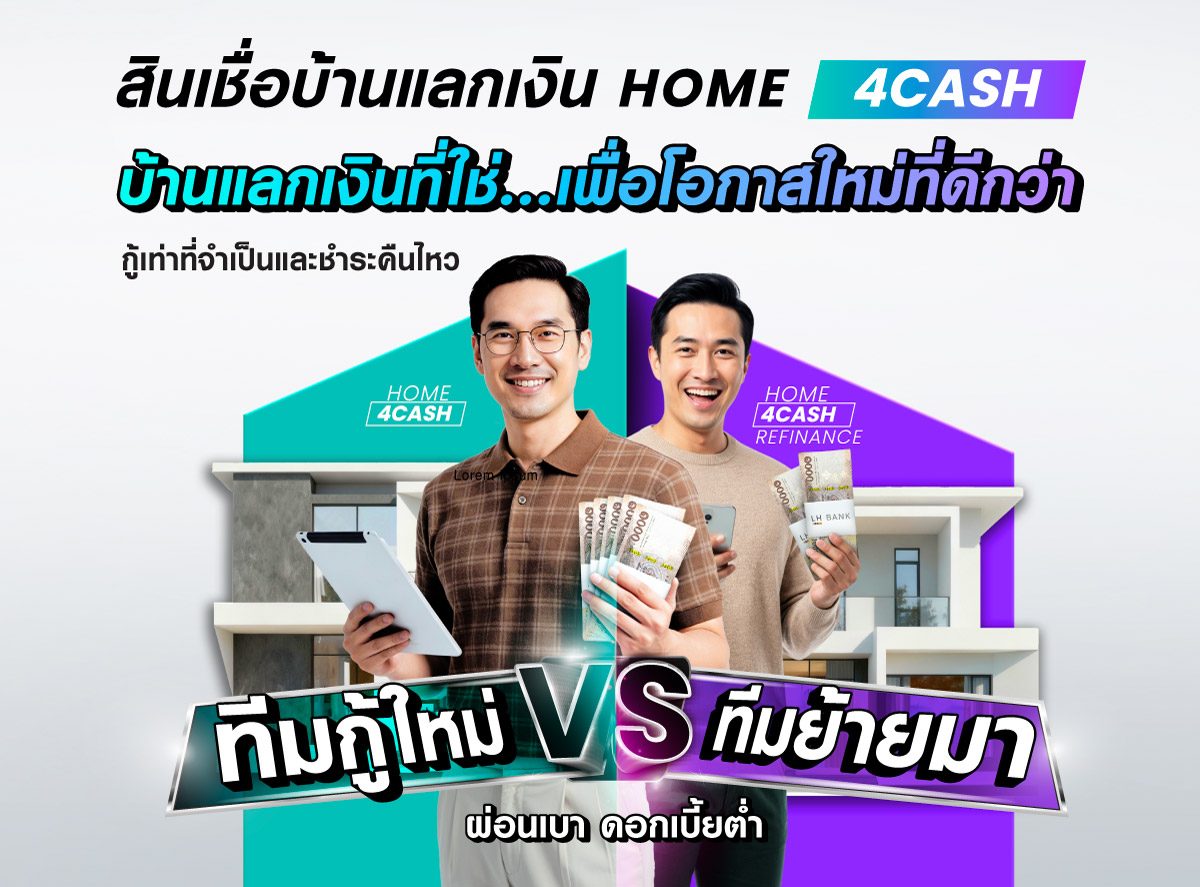 สินเชื่อบ้านแลกเงิน HOME 4CASH
บ้านแลกเงินที่ใช่...เพื่อโอกาสใหม่ที่ดีกว่า
กู้เท่าที่จำเป็นและชำระคืนไหว
HOME
4CASH
HOME
4CASH
REFINANCE
LH BANK
ทีมกู้ใหม่ VS ทีมย้ายมา
ผ่อนเบา ดอกเบี้ยต่ำ